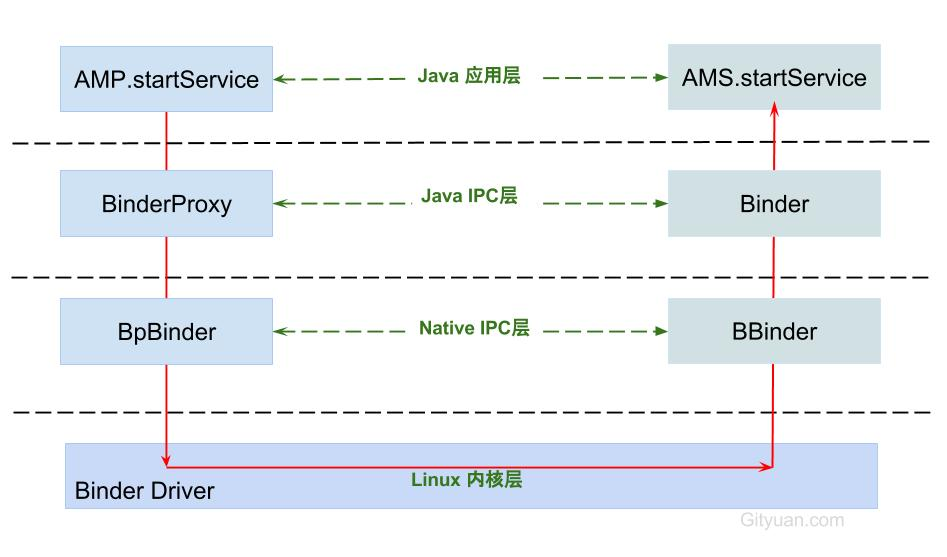 AMP.startService
Java 应用层
AMS.startService
BinderProxy
Java IPC层
Binder
BpBinder
Native IPC层
BBinder
Linux 内核层
Binder Driver
Gityuan.com